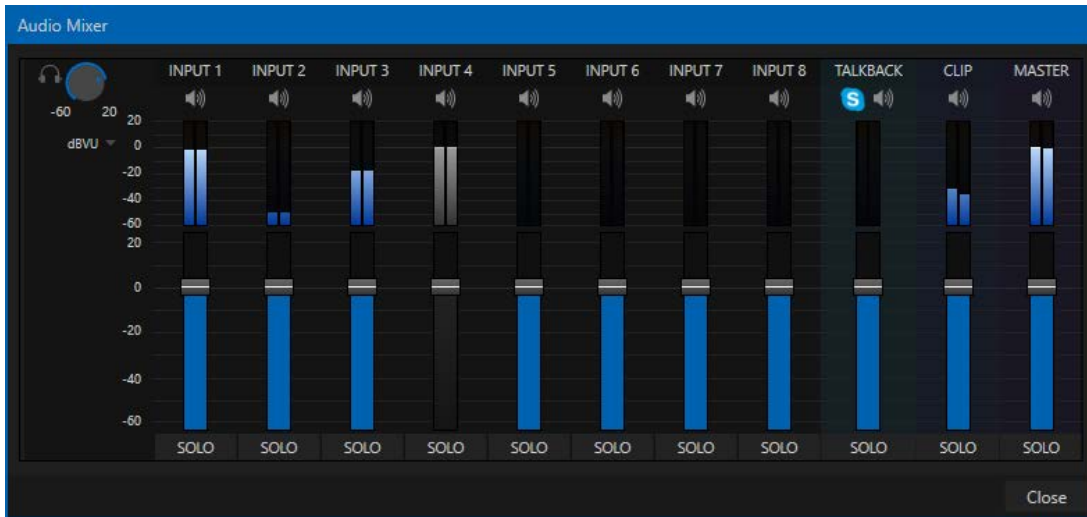 Audio Mixer
INPUT 1 INPUT 2 INPUT 3 INPUT 4 INPUT 5 INPUT 6 INPUT 7 INPUT 8 TALKBACK CLIP MASTER
S
-60 20
dBVU
20
0
-20
-40
-60
20
0
-20
-40
-60
SOLO SOLO SOLO SOLO SOLO SOLO SOLO SOLO SOLO SOLO SOLO
Close